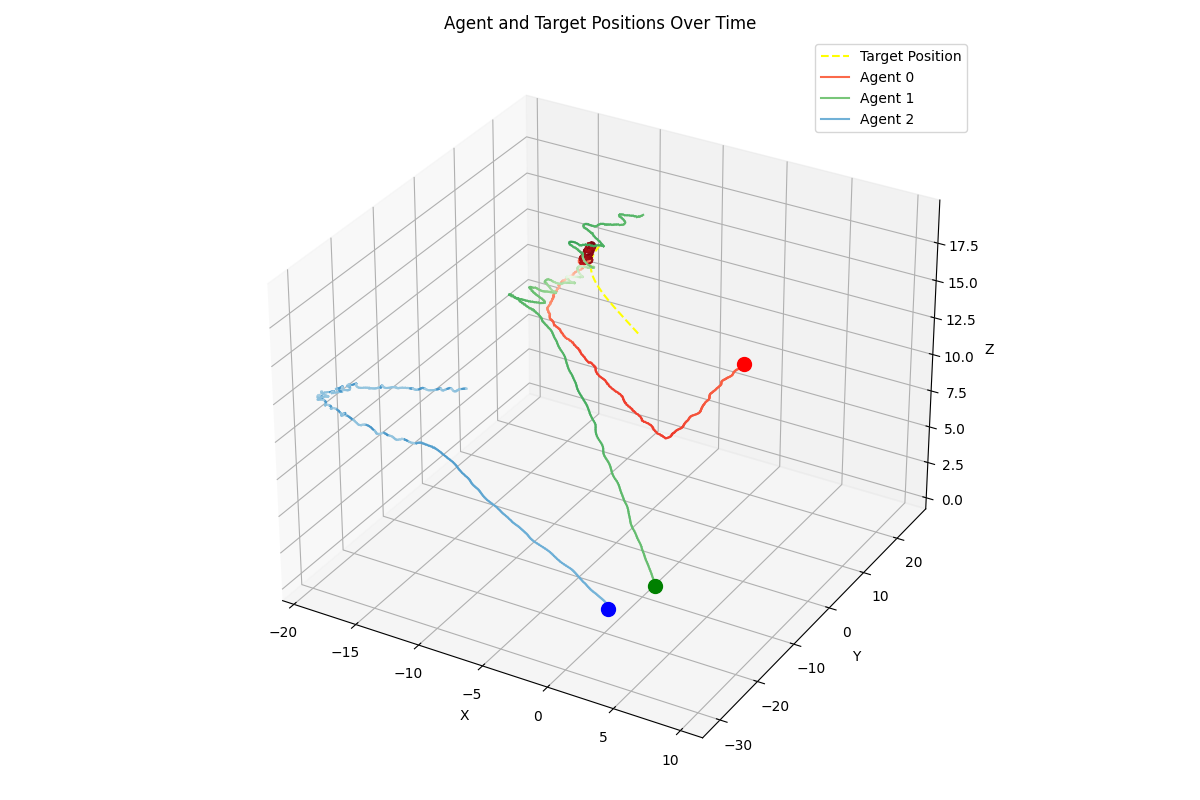 Agent and Target Positions Over Time
Target Position
Agent 0
Agent 1
Agent 2
17.5
15.0
Z
12.5
10.0
7.5
5.0
2.5
0.0
20
10
0
Y
−10
−20
−30
−20
−15
−10
−5
X
0
5
10